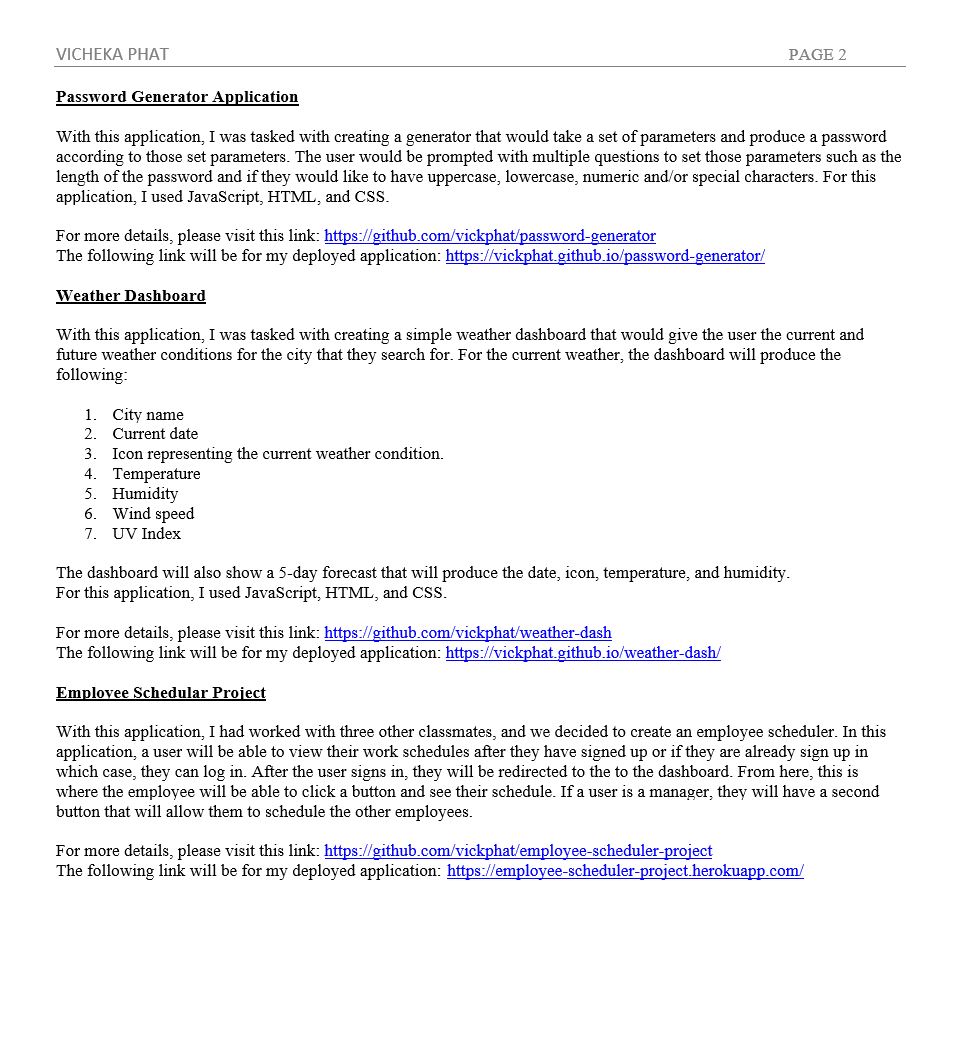 VICHEKA PHAT PAGE 2
Password Generator Application
With this application, I was tasked with creating a generator that would take a set of parameters and produce a password
according to those set parameters. The user would be prompted with multiple questions to set those parameters such as the
length of the password and if they would like to have uppercase, lowercase, numeric and/or special characters. For this
application, I used JavaScript, HTML, and CSS.
For more details, please visit this link: https://github.com/vickphat/password-generator
The following link will be for my deployed application: https://vickphat.github.io/password-generator/
Weather Dashboard
With this application, I was tasked with creating a simple weather dashboard that would give the user the current and
future weather conditions for the city that they search for. For the current weather, the dashboard will produce the
following:
1. City name
2. Current date
3. Icon representing the current weather condition.
4. Temperature
5. Humidity
6. Wind speed
7. UV Index
The dashboard will also show a 5-day forecast that will produce the date, icon, temperature, and humidity.
For this application, I used JavaScript, HTML, and CSS.
For more details, please visit this link: https://github.com/vickphat/weather-dash
The following link will be for my deployed application: https://vickphat.github.io/weather-dash/
Employee Schedular Project
With this application, I had worked with three other classmates, and we decided to create an employee scheduler. In this
application, a user will be able to view their work schedules after they have signed up or if they are already sign up in
which case, they can log in. After the user signs in, they will be redirected to the to the dashboard. From here, this is
where the employee will be able to click a button and see their schedule. If a user is a manager, they will have a second
button that will allow them to schedule the other employees.
For more details, please visit this link: https://github.com/vickphat/employee-scheduler-project
The following link will be for my deployed application: https://employee-scheduler-project.herokuapp.com/